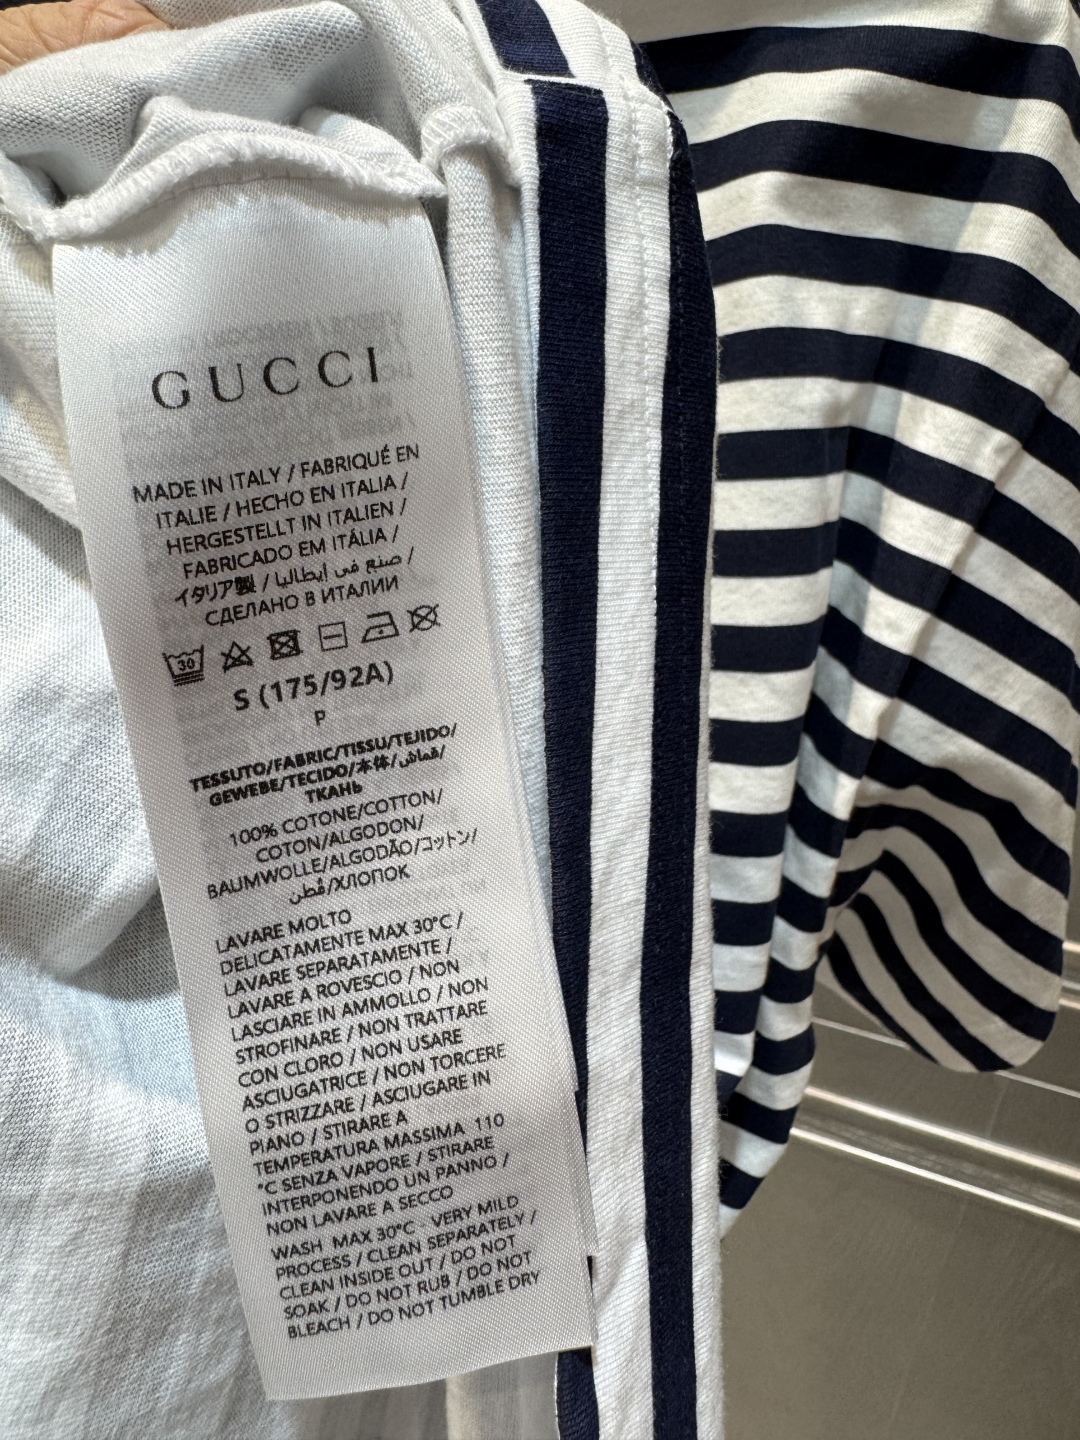 GUCCI
MADE IN ITALY / FABRIQUÉ EN
ITALIE / HECHO EN ITALIA /
HERGESTELLT IN ITALIEN /
FABRICADO EM ITÁLIA /
イタリア製 / صنع في إيطاليا /
СДЕЛАНО В ИТАЛИИ
30
S (175/92A)
P
TESSUTO/FABRIC/TISSU/TEJIDO/
GEWEBE/TECIDO/本体/قماش/
ТКАНЬ
100% COTONE/COTTON/
COTON/ALGODON/
BAUMWOLLE/ALGODÃO/コットン/
قطن/ХЛОПОК
LAVARE MOLTO
DELICATAMENTE MAX 30°C /
LAVARE SEPARATAMENTE /
LAVARE A ROVESCIO / NON
LASCIARE IN AMMOLLO / NON
STROFINARE / NON TRATTARE
CON CLORO / NON USARE
ASCIUGATRICE / NON TORCERE
O STRIZZARE / ASCIUGARE IN
PIANO / STIRARE A
TEMPERATURA MASSIMA 110
°C SENZA VAPORE / STIRARE
INTERPONENDO UN PANNO /
NON LAVARE A SECCO
WASH MAX 30°C - VERY MILD
PROCESS / CLEAN SEPARATELY /
CLEAN INSIDE OUT / DO NOT
SOAK / DO NOT RUB / DO NOT
BLEACH / DO NOT TUMBLE DRY